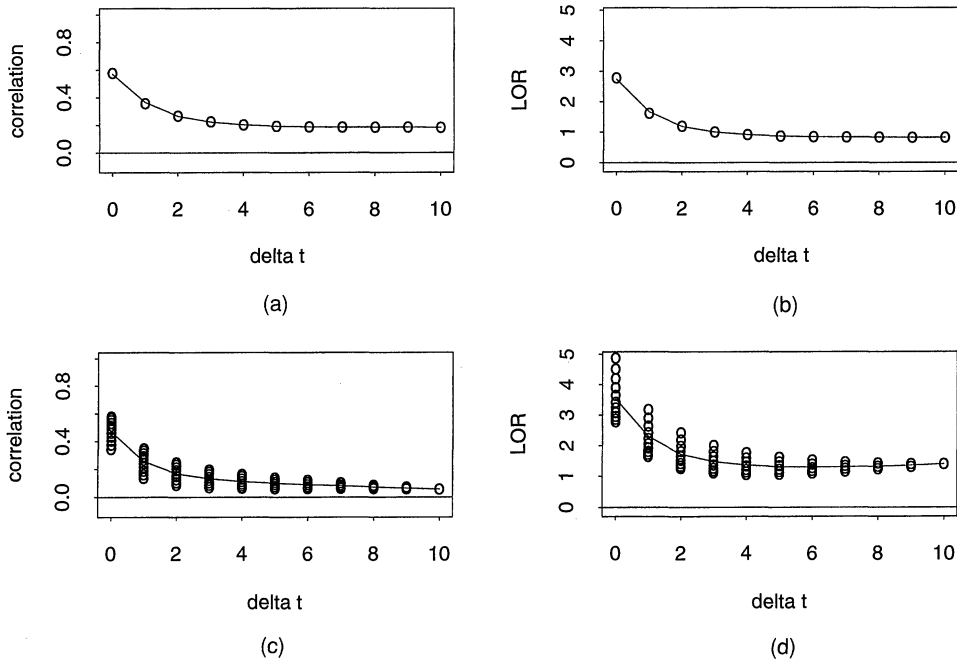 correlation
0.0 0.4 0.8
0 2 4 6 8 10
delta t
(a)
LOR
0 1 2 3 4 5
0 2 4 6 8 10
delta t
(b)
correlation
0.0 0.4 0.8
0 2 4 6 8 10
delta t
(c)
LOR
0 1 2 3 4 5
0 2 4 6 8 10
delta t
(d)